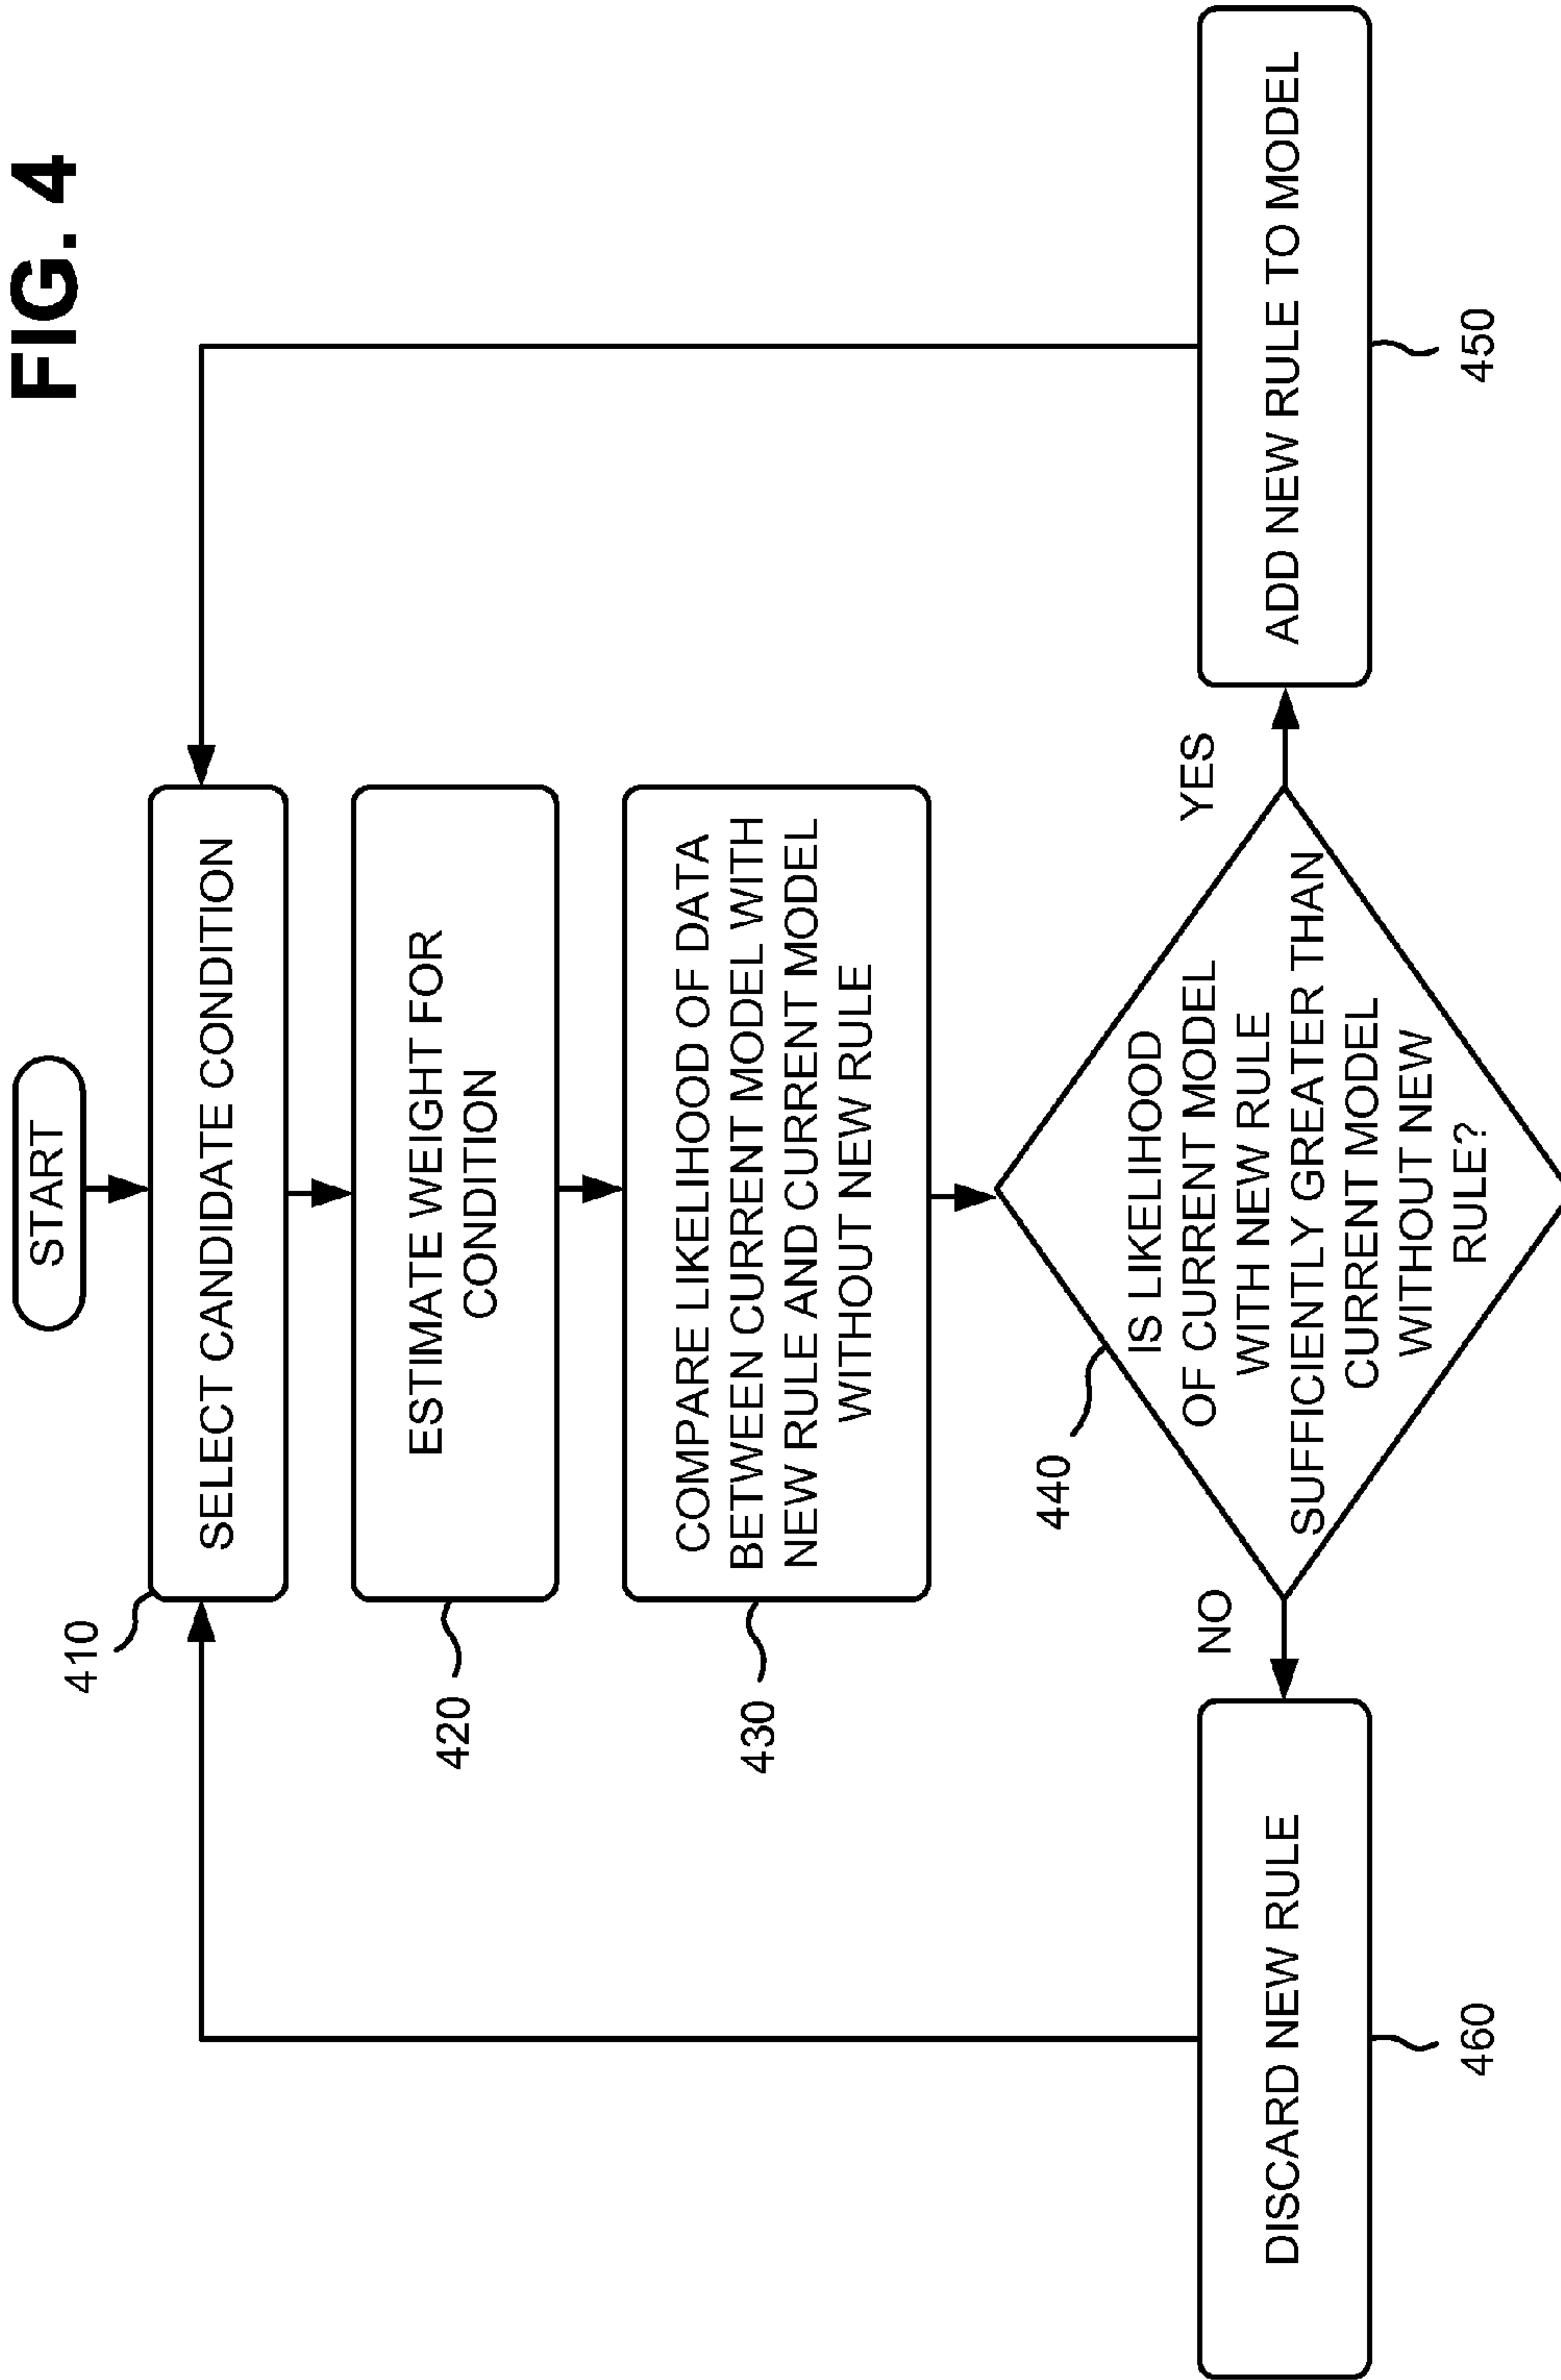 FIG. 4
START
410
SELECT CANDIDATE CONDITION
420
ESTIMATE WEIGHT FOR
CONDITION
430
COMPARE LIKELIHOOD OF DATA
BETWEEN CURRENT MODEL WITH
NEW RULE AND CURRENT MODEL
WITHOUT NEW RULE
440
IS LIKELIHOOD
OF CURRENT MODEL
WITH NEW RULE
SUFFICIENTLY GREATER THAN
CURRENT MODEL
WITHOUT NEW
RULE?
NO
YES
DISCARD NEW RULE
460
ADD NEW RULE TO MODEL
450